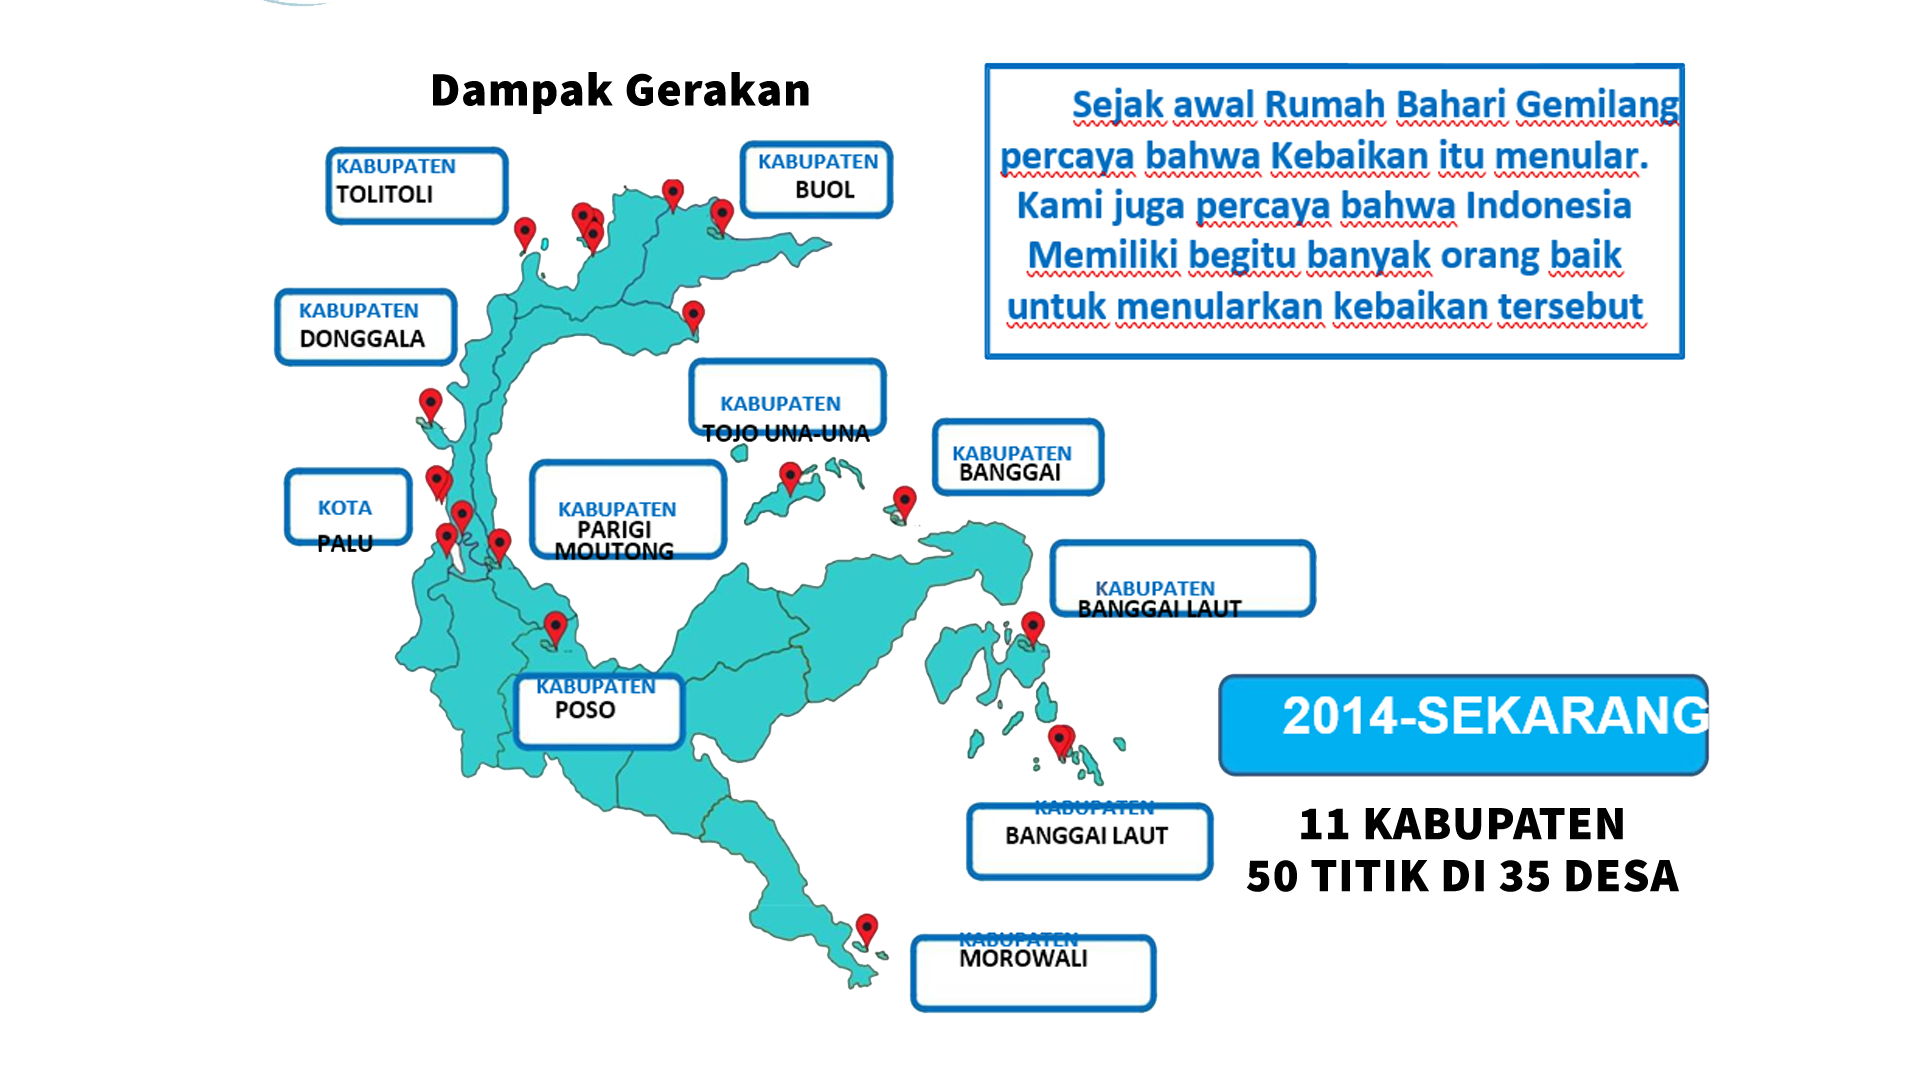 Dampak Gerakan
Sejak awal Rumah Bahari Gemilang
percaya bahwa Kebaikan itu menular.
Kami juga percaya bahwa Indonesia
Memiliki begitu banyak orang baik
untuk menularkan kebaikan tersebut
KABUPATEN
TOLITOLI
KABUPATEN
BUOL
KABUPATEN
DONGGALA
KABUPATEN
TOJO UNA-UNA
KABUPATEN
BANGGAI
KOTA
PALU
KABUPATEN
PARIGI
MOUTONG
KABUPATEN
BANGGAI LAUT
KABUPATEN
POSO
2014-SEKARANG
KABUPATEN
BANGGAI LAUT
11 KABUPATEN
50 TITIK DI 35 DESA
KABUPATEN
MOROWALI